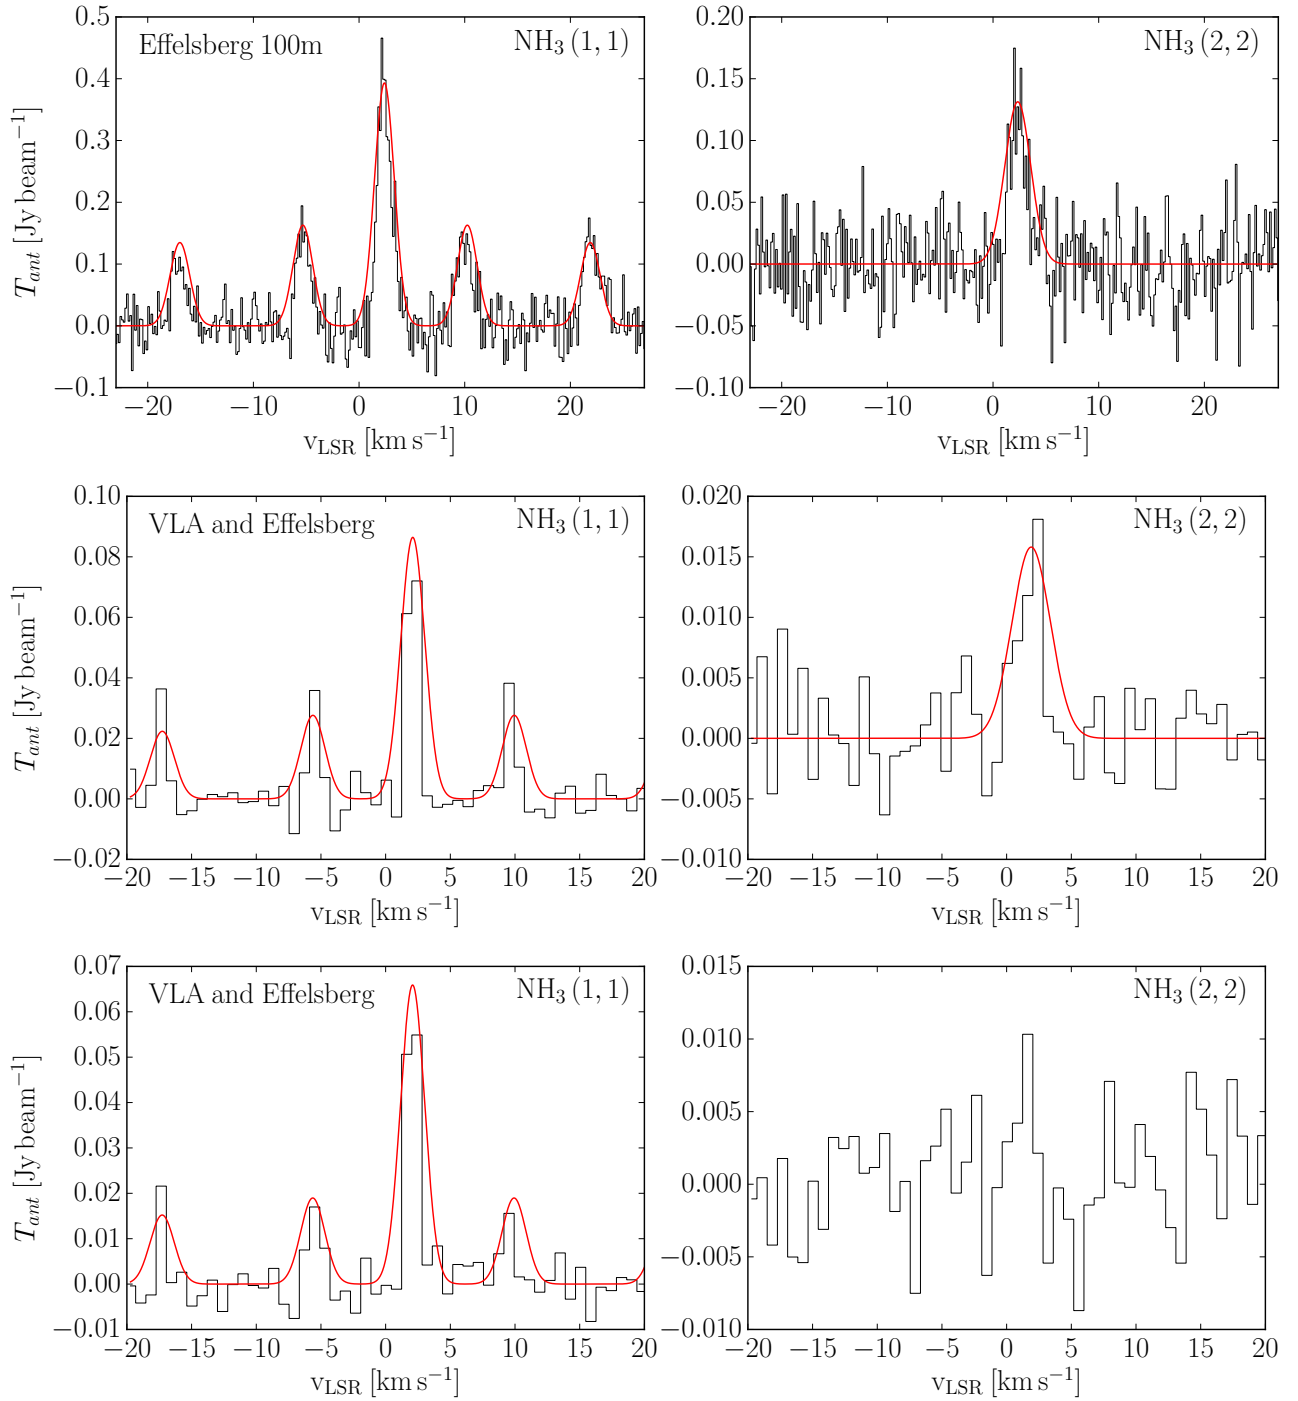 Effelsberg 100m
NH₃ (1, 1)
0.5
0.4
0.3
0.2
0.1
0.0
−0.1
T_ant [Jy beam⁻¹]
−20 −10 0 10 20
v_LSR [km s⁻¹]
NH₃ (2, 2)
0.20
0.15
0.10
0.05
0.00
−0.05
−0.10
−20 −10 0 10 20
v_LSR [km s⁻¹]
VLA and Effelsberg
NH₃ (1, 1)
0.10
0.08
0.06
0.04
0.02
0.00
−0.02
T_ant [Jy beam⁻¹]
−20 −15 −10 −5 0 5 10 15 20
v_LSR [km s⁻¹]
NH₃ (2, 2)
0.020
0.015
0.010
0.005
0.000
−0.005
−0.010
−20 −15 −10 −5 0 5 10 15 20
v_LSR [km s⁻¹]
VLA and Effelsberg
NH₃ (1, 1)
0.07
0.06
0.05
0.04
0.03
0.02
0.01
0.00
−0.01
T_ant [Jy beam⁻¹]
−20 −15 −10 −5 0 5 10 15 20
v_LSR [km s⁻¹]
NH₃ (2, 2)
0.015
0.010
0.005
0.000
−0.005
−0.010
−20 −15 −10 −5 0 5 10 15 20
v_LSR [km s⁻¹]